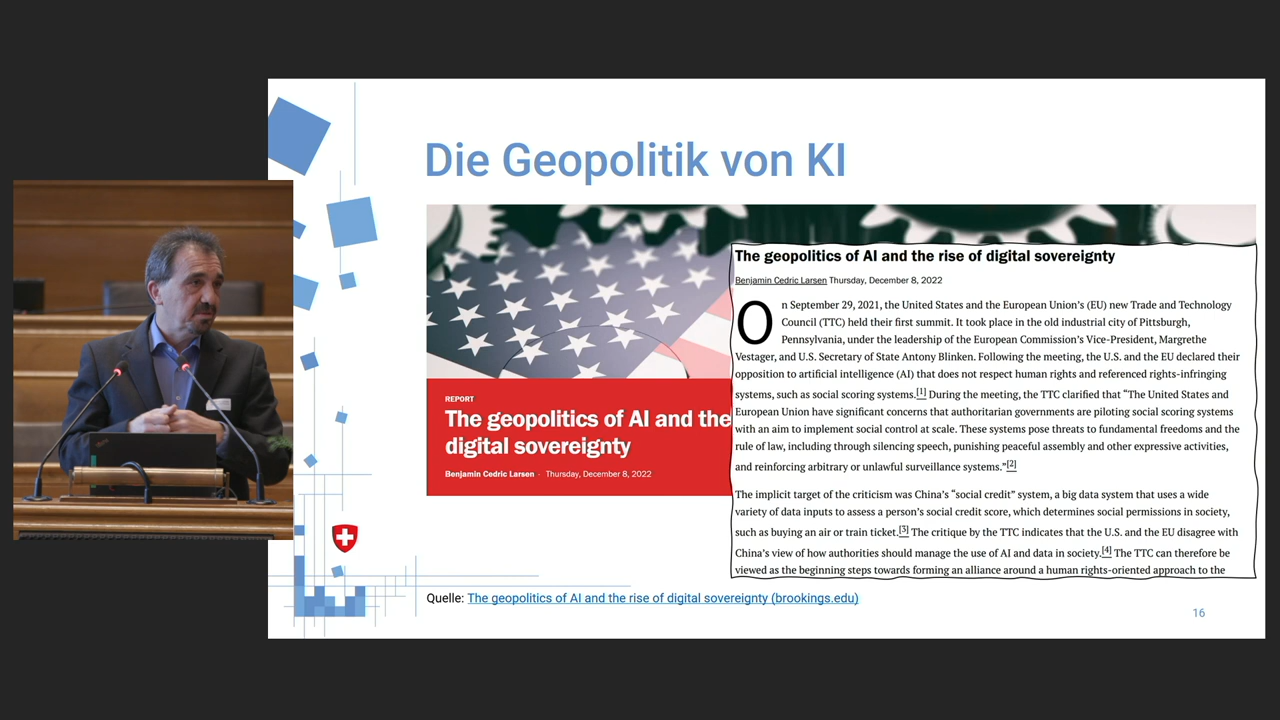 Die Geopolitik von KI
REPORT
The geopolitics of AI and the
digital sovereignty
Benjamin Cedric Larsen - Thursday, December 8, 2022
The geopolitics of AI and the rise of digital sovereignty
Benjamin Cedric Larsen Thursday, December 8, 2022
On September 29, 2021, the United States and the European Union’s (EU) new Trade and Technology
Council (TTC) held their first summit. It took place in the old industrial city of Pittsburgh,
Pennsylvania, under the leadership of the European Commission’s Vice-President, Margrethe
Vestager, and U.S. Secretary of State Antony Blinken. Following the meeting, the U.S. and the EU declared their
opposition to artificial intelligence (AI) that does not respect human rights and referenced rights-infringing
systems, such as social scoring systems.[1] During the meeting, the TTC clarified that “The United States and
European Union have significant concerns that authoritarian governments are piloting social scoring systems
with an aim to implement social control at scale. These systems pose threats to fundamental freedoms and the
rule of law, including through silencing speech, punishing peaceful assembly and other expressive activities,
and reinforcing arbitrary or unlawful surveillance systems.”[2]
The implicit target of the criticism was China’s “social credit” system, a big data system that uses a wide
variety of data inputs to assess a person’s social credit score, which determines social permissions in society,
such as buying an air or train ticket.[3] The critique by the TTC indicates that the U.S. and the EU disagree with
China’s view of how authorities should manage the use of AI and data in society.[4] The TTC can therefore be
viewed as the beginning steps towards forming an alliance around a human rights-oriented approach to the
Quelle: The geopolitics of AI and the rise of digital sovereignty (brookings.edu)
16